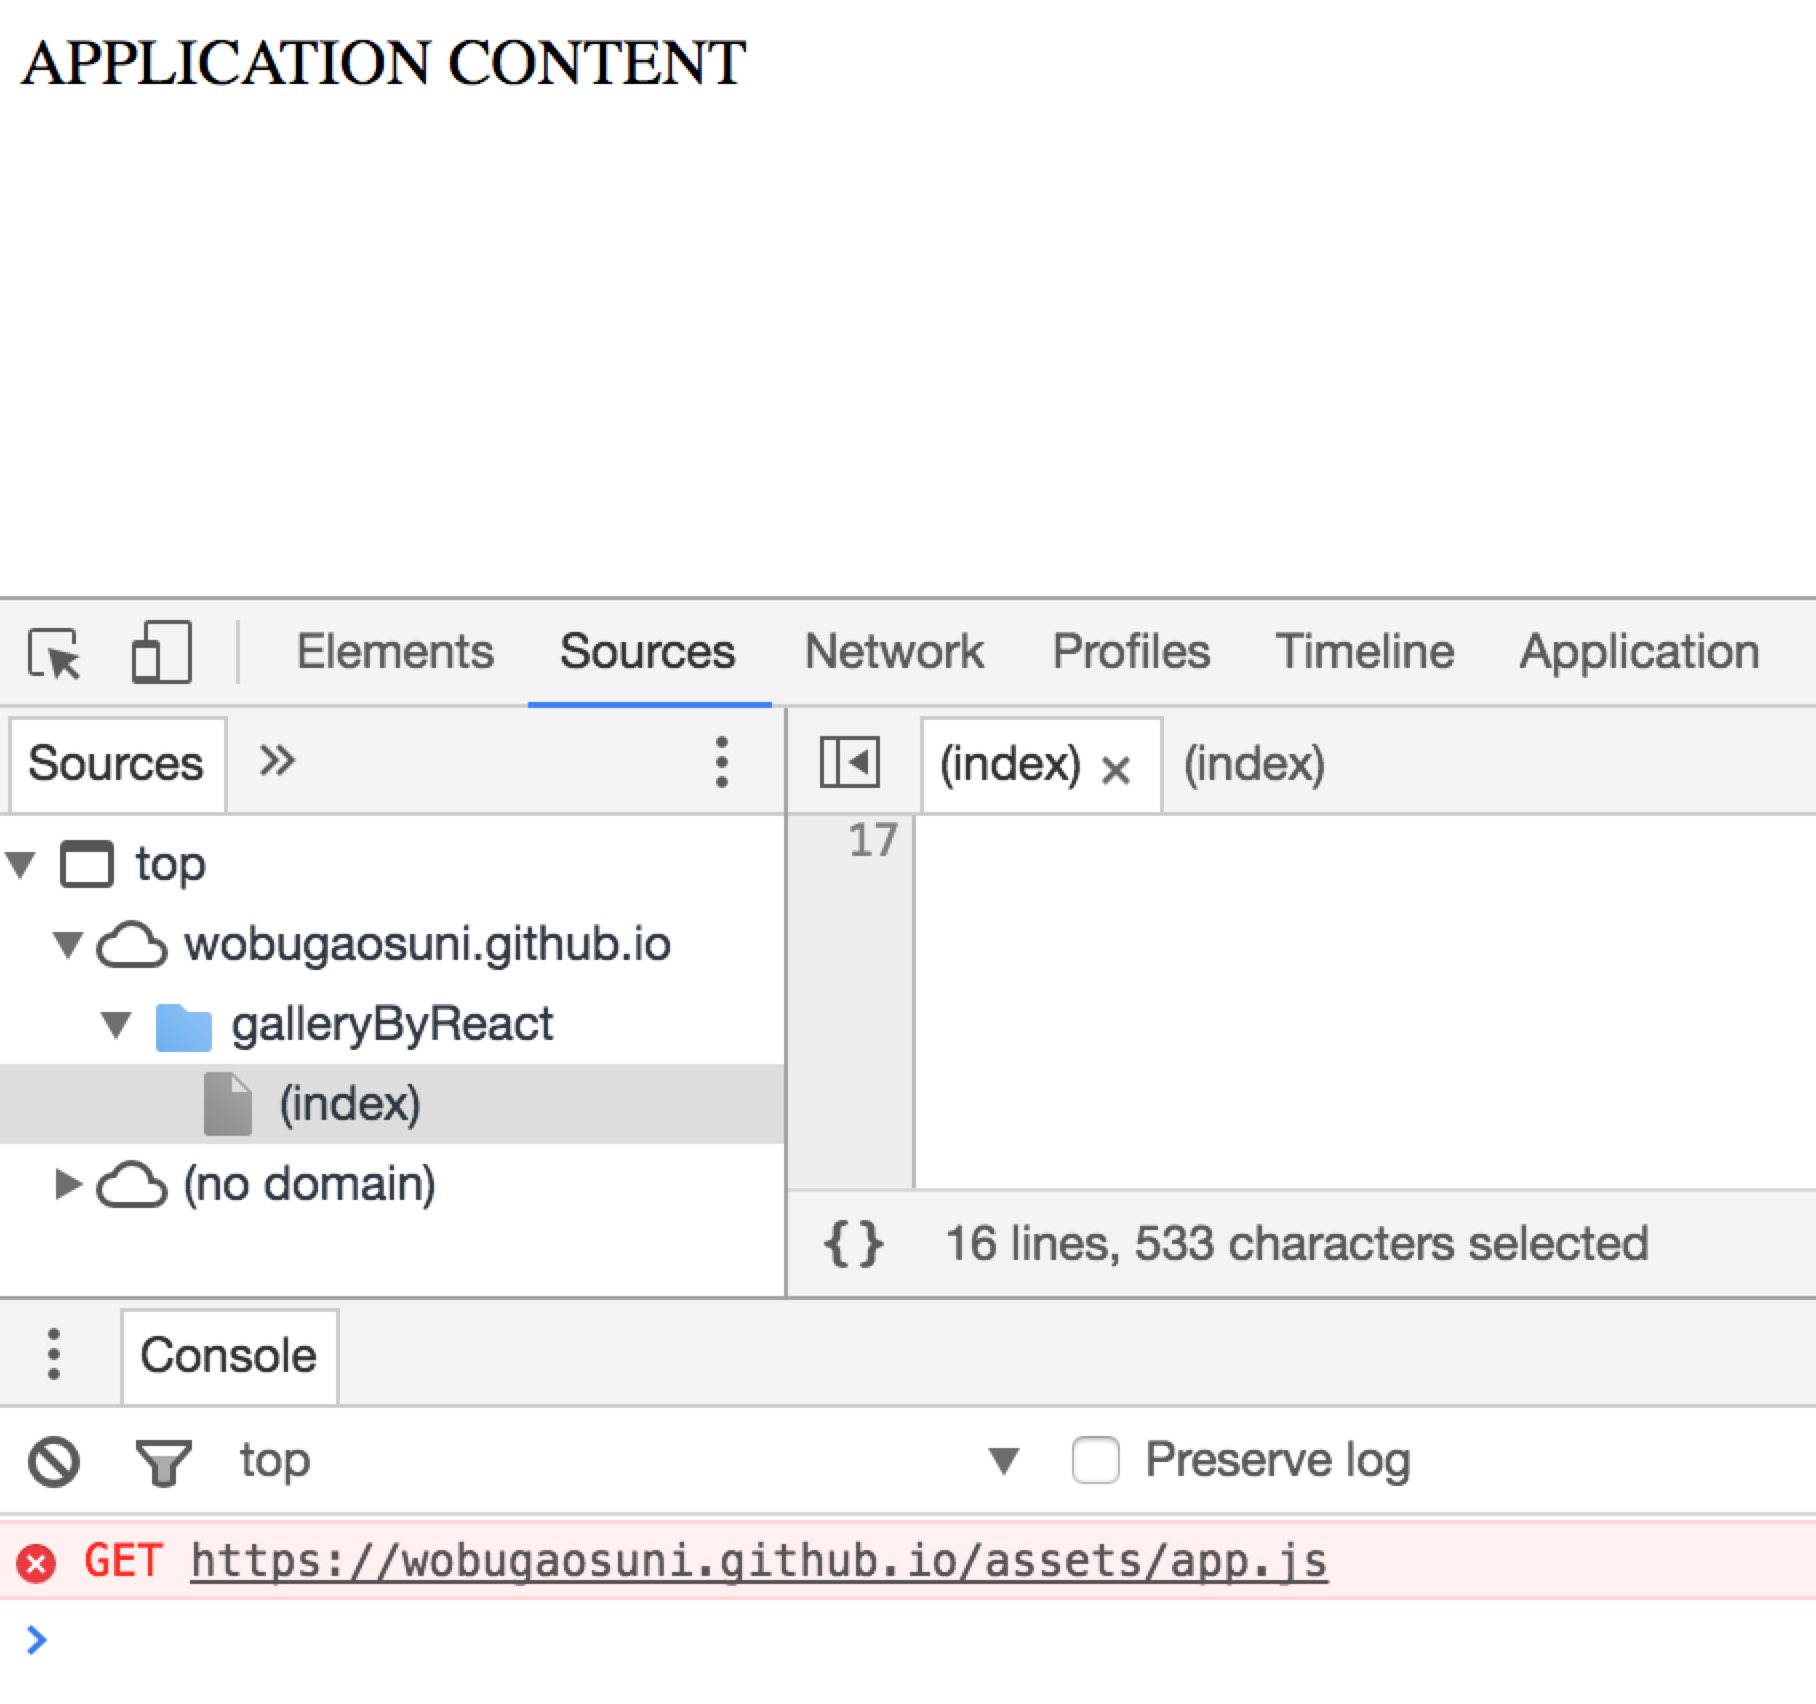 APPLICATION CONTENT
Elements Sources Network Profiles Timeline Application
Sources (index) (index)
17
top
wobugaosuni.github.io
galleryByReact
(index)
(no domain)
{} 16 lines, 533 characters selected
Console
top Preserve log
GET https://wobugaosuni.github.io/assets/app.js